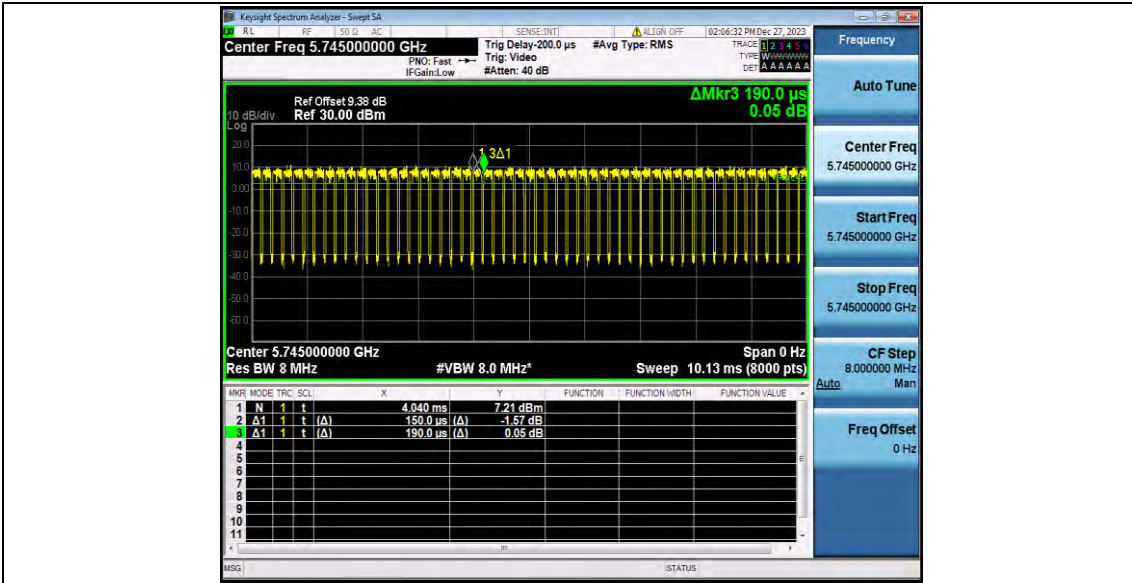 Keysight Spectrum Analyzer - Swept SA
RL RF 50 Ω AC SENSE:INT ALIGN OFF 02:06:32 PM Dec 27, 2023
Center Freq 5.745000000 GHz
PNO: Fast
IFGain:Low
Trig Delay-200.0 µs
Trig: Video
#Atten: 40 dB
#Avg Type: RMS
TRACE 1 2 3 4 5 6
TYPE WWWWWW
DET A A A A A A
Ref Offset 9.38 dB
Ref 30.00 dBm
10 dB/div
Log
ΔMkr3 190.0 µs
0.05 dB
20.0
10.0
0.00
-10.0
-20.0
-30.0
-40.0
-50.0
-60.0
1 3Δ1
Center 5.745000000 GHz Span 0 Hz
Res BW 8 MHz #VBW 8.0 MHz* Sweep 10.13 ms (8000 pts)
MKR MODE TRC SCL X Y FUNCTION FUNCTION WIDTH FUNCTION VALUE
1 N 1 t 4.040 ms 7.21 dBm
2 Δ1 1 t (Δ) 150.0 µs (Δ) -1.57 dB
3 Δ1 1 t (Δ) 190.0 µs (Δ) 0.05 dB
4
5
6
7
8
9
10
11
MSG STATUS
Frequency
Auto Tune
Center Freq
5.745000000 GHz
Start Freq
5.745000000 GHz
Stop Freq
5.745000000 GHz
CF Step
8.000000 MHz
Auto Man
Freq Offset
0 Hz